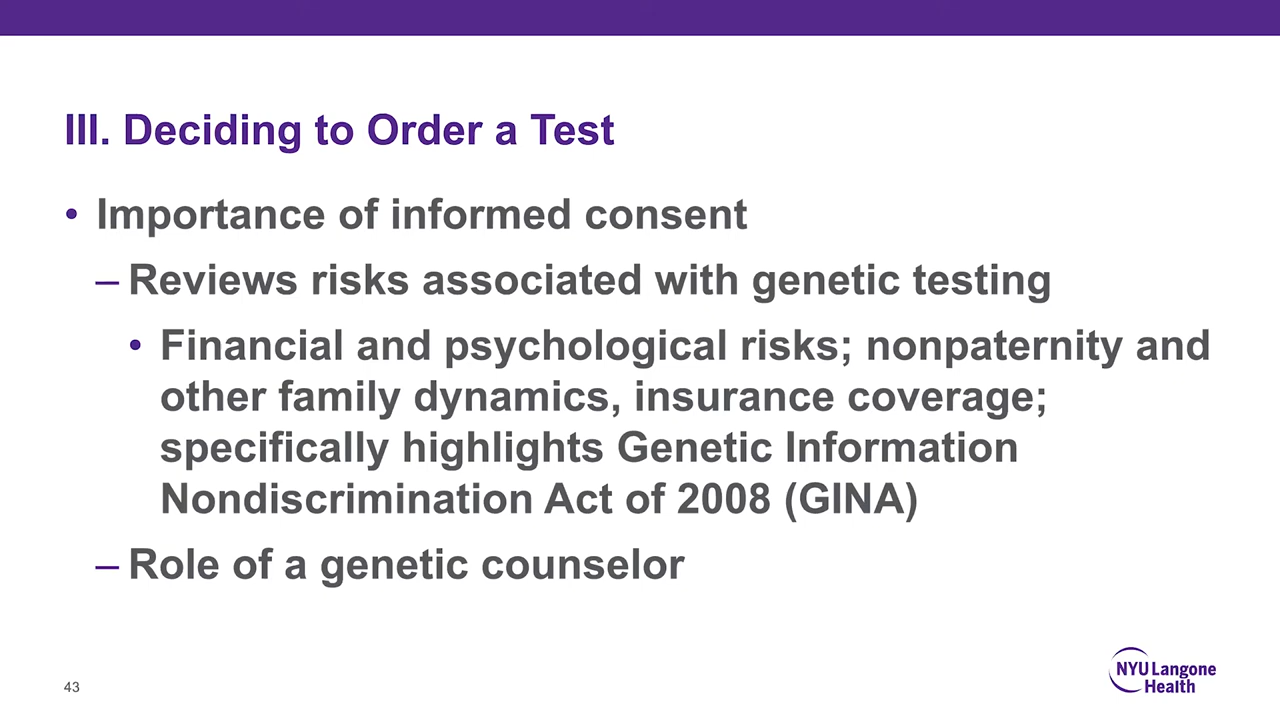 III. Deciding to Order a Test
• Importance of informed consent
– Reviews risks associated with genetic testing
• Financial and psychological risks; nonpaternity and
other family dynamics, insurance coverage;
specifically highlights Genetic Information
Nondiscrimination Act of 2008 (GINA)
– Role of a genetic counselor
43
NYU Langone
Health